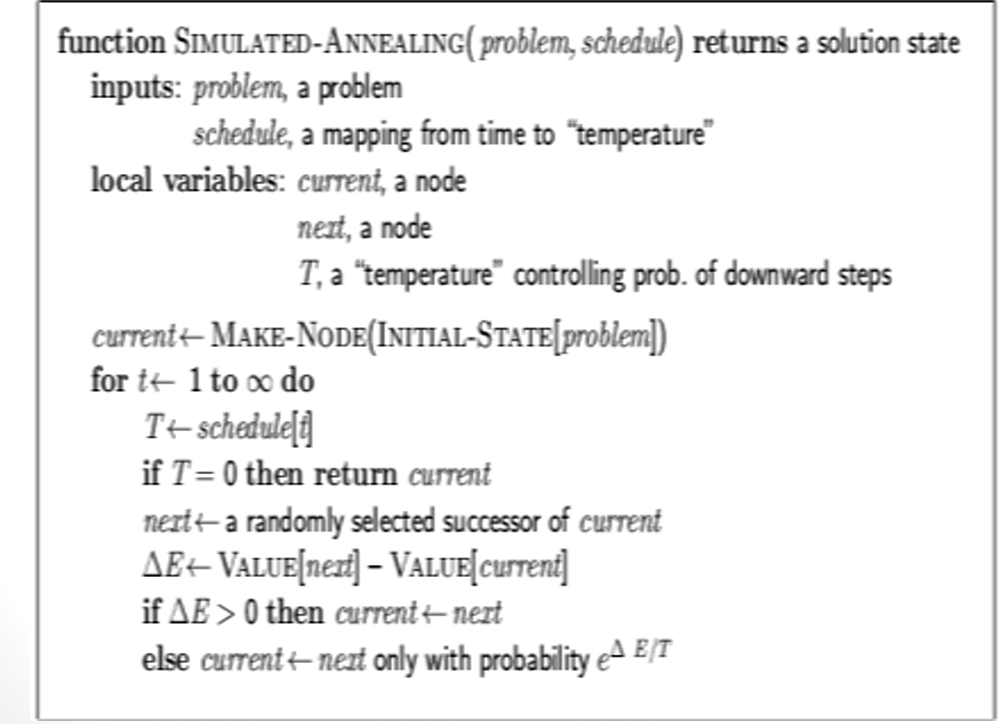 function SIMULATED-ANNEALING( problem, schedule) returns a solution state
inputs: problem, a problem
schedule, a mapping from time to “temperature”
local variables: current, a node
next, a node
T, a “temperature” controlling prob. of downward steps
current← MAKE-NODE(INITIAL-STATE[problem])
for t← 1 to ∞ do
T← schedule[t]
if T = 0 then return current
next← a randomly selected successor of current
ΔE← VALUE[next] – VALUE[current]
if ΔE > 0 then current← next
else current← next only with probability e^Δ E/T